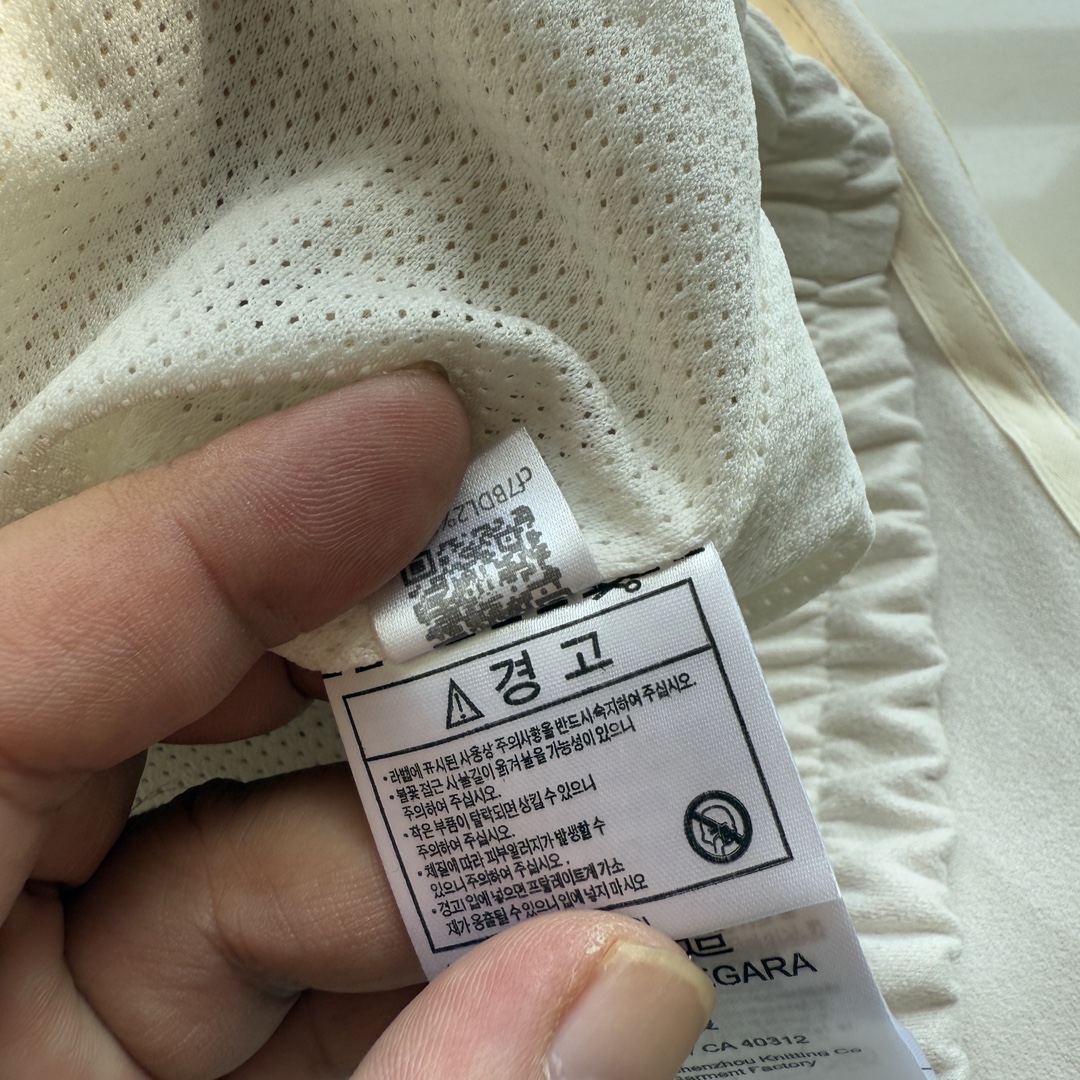 경 고
• 라벨에 표시된 사용상 주의사항을 반드시 숙지하여 주십시오.
• 불꽃 접근 시 불길이 옮겨 붙을 가능성이 있으니
주의하여 주십시오.
• 작은 부품이 탈락되면 상킬 수 있으니
주의하여 주십시오.
• 체질에 따라 피부알러지가 발생할 수
있으니 주의하여 주십시오.
• 경고! 입에 넣으면 프탈레이트계 가소
제가 용출될 수 있으니 입에 넣지 마시오
EGARA
CA 40312
henzhou Knitting Co
Garment Factory